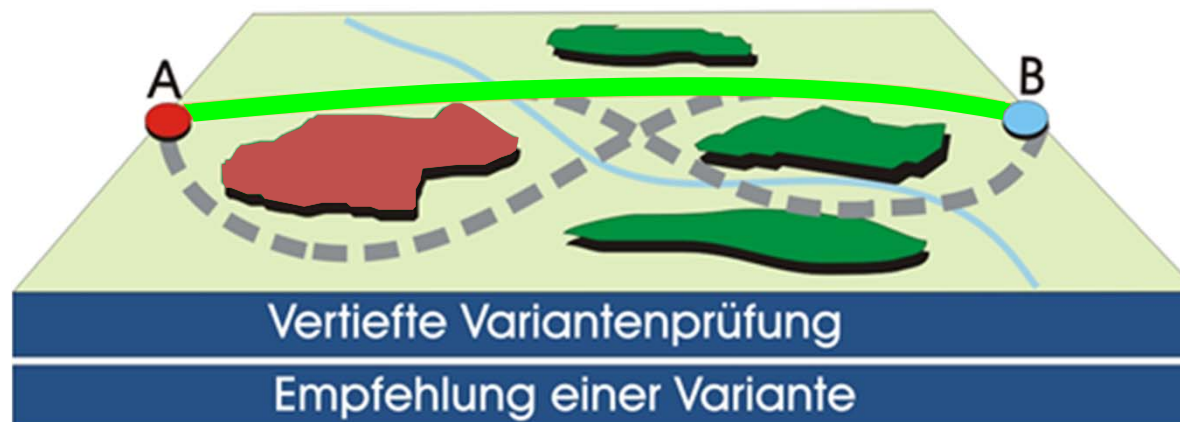 A
B
Vertiefte Variantenprüfung
Empfehlung einer Variante